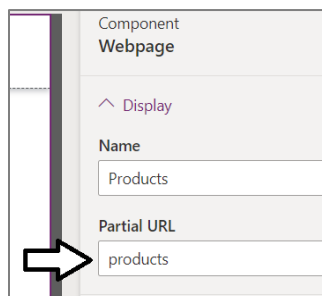 Component
Webpage
Display
Name
Products
Partial URL
products